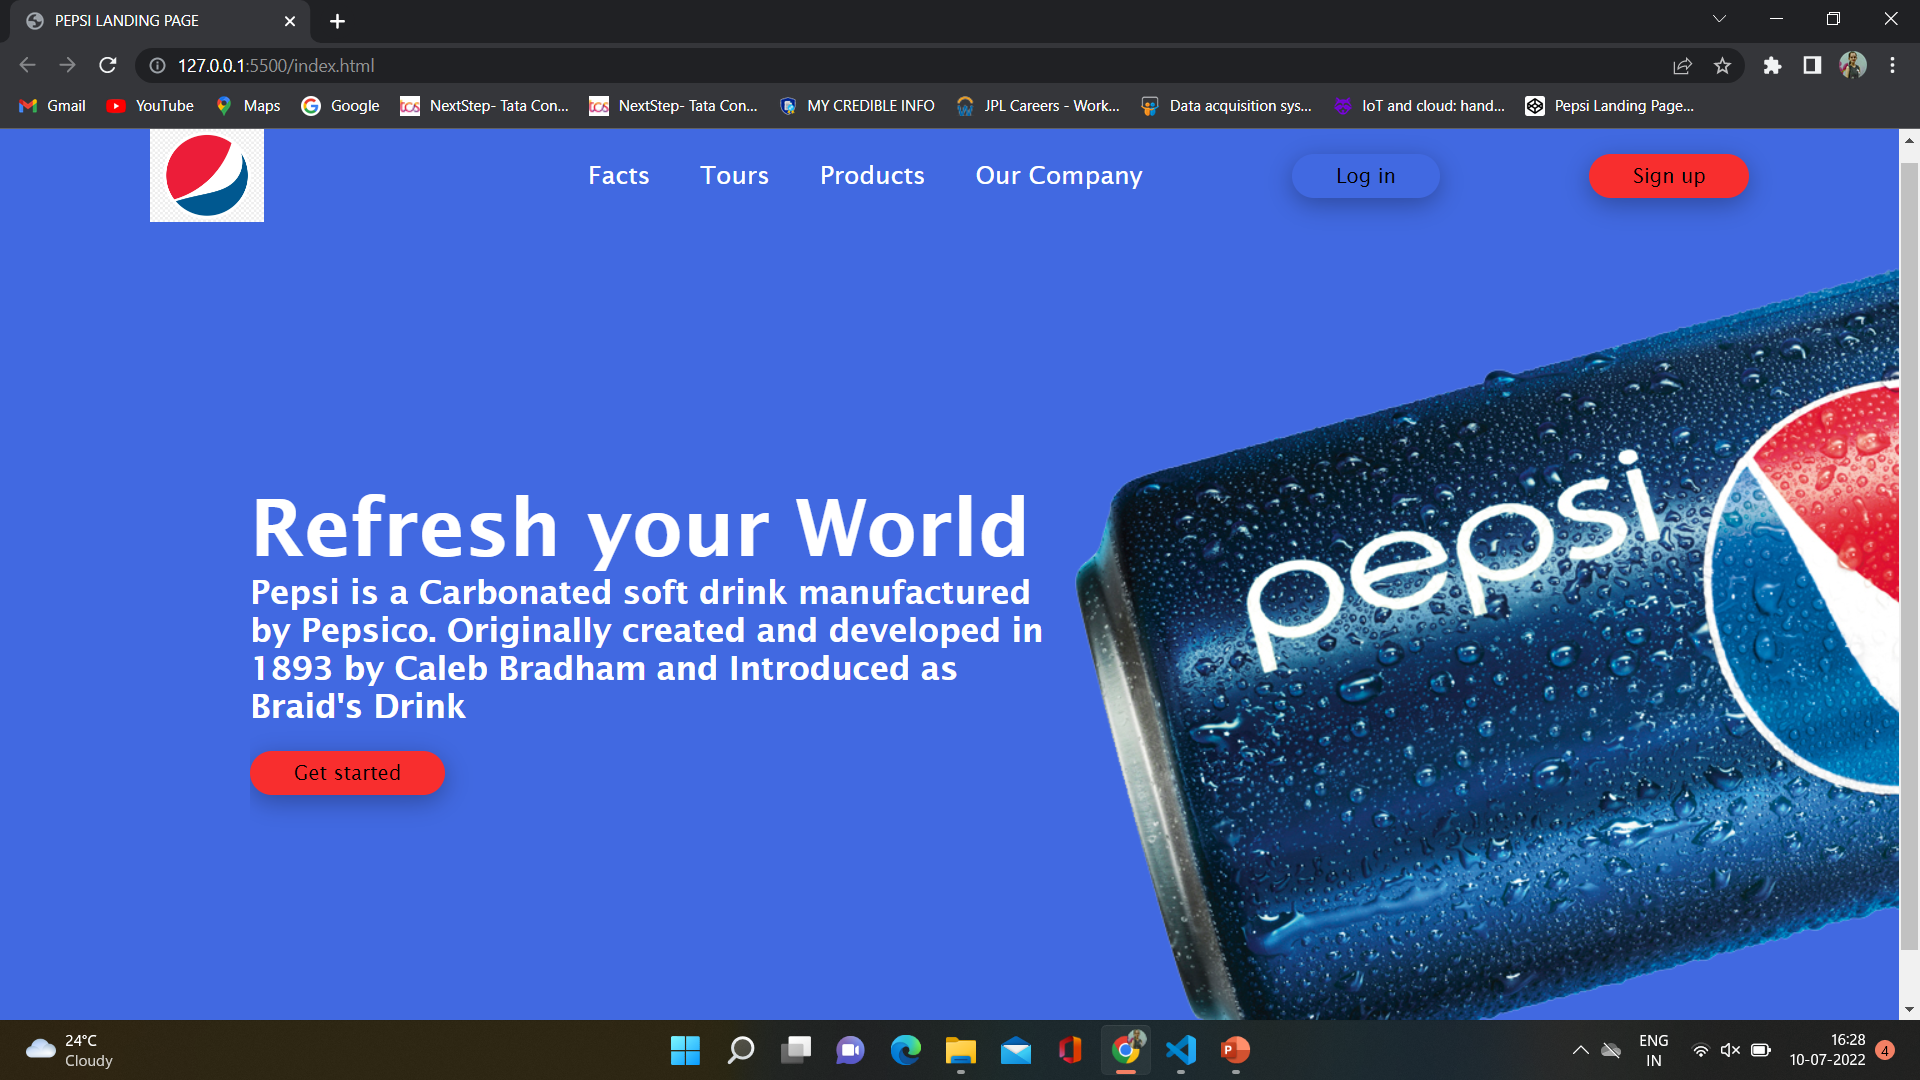 PEPSI LANDING PAGE
127.0.0.1:5500/index.html
Gmail YouTube Maps Google NextStep- Tata Con... NextStep- Tata Con... MY CREDIBLE INFO JPL Careers - Work... Data acquisition sys... IoT and cloud: hand... Pepsi Landing Page...
Facts Tours Products Our Company Log in Sign up
pepsi
Refresh your World
Pepsi is a Carbonated soft drink manufactured
by Pepsico. Originally created and developed in
1893 by Caleb Bradham and Introduced as
Braid's Drink
Get started
24°C
Cloudy
ENG
IN
16:28
10-07-2022
4